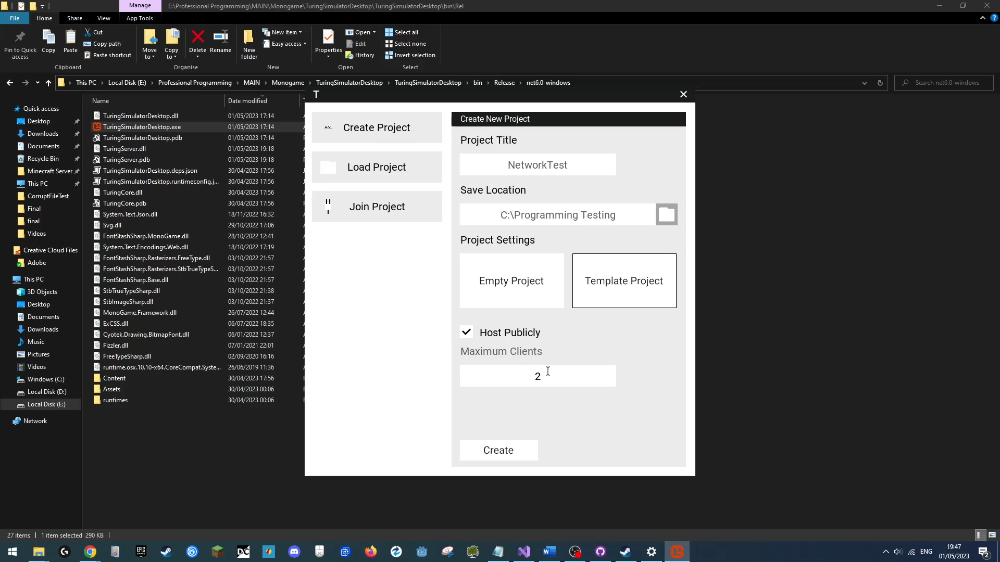 Manage
E:\Professional Programming\MAIN\Monogame\TuringSimulatorDesktop\TuringSimulatorDesktop\bin\Rel
File
Home
Share
View
App Tools
Pin to Quick access
Copy
Paste
Cut
Copy path
Paste shortcut
Clipboard
Move to
Copy to
Delete
Rename
Organise
New folder
New item
Easy access
New
Properties
Open
Edit
History
Open
Select all
Select none
Invert selection
Select
This PC
Local Disk (E:)
Professional Programming
MAIN
Monogame
TuringSimulatorDesktop
TuringSimulatorDesktop
bin
Release
net6.0-windows
Search net6.0-windows
Name
Date modified
Quick access
Desktop
Downloads
Documents
Recycle Bin
Minecraft Server
This PC
CorruptFileTest
Final
final
Videos
Creative Cloud Files
Adobe
This PC
3D Objects
Desktop
Documents
Downloads
Music
Pictures
Videos
Windows (C:)
Local Disk (D:)
Local Disk (E:)
Network
TuringSimulatorDesktop.dll 01/05/2023 17:14
TuringSimulatorDesktop.exe 01/05/2023 17:14
TuringSimulatorDesktop.pdb 01/05/2023 17:14
TuringServer.dll 01/05/2023 19:18
TuringServer.pdb 01/05/2023 19:18
TuringSimulatorDesktop.deps.json 30/04/2023 17:56
TuringSimulatorDesktop.runtimeconfig.j... 30/04/2023 17:56
TuringCore.dll 30/04/2023 17:56
TuringCore.pdb 30/04/2023 17:56
System.Text.Json.dll 18/11/2022 16:32
Svg.dll 29/10/2022 17:06
FontStashSharp.MonoGame.dll 28/10/2022 12:41
System.Text.Encodings.Web.dll 18/10/2022 17:19
FontStashSharp.Rasterizers.FreeType.dll 03/10/2022 21:57
FontStashSharp.Rasterizers.StbTrueTypeS... 03/10/2022 21:57
FontStashSharp.Base.dll 03/10/2022 21:57
StbTrueTypeSharp.dll 03/10/2022 21:38
StbImageSharp.dll 03/10/2022 21:37
MonoGame.Framework.dll 26/07/2022 12:44
ExCSS.dll 06/07/2022 18:35
Cyotek.Drawing.BitmapFont.dll 06/01/2022 12:37
Fizzler.dll 07/01/2021 22:01
FreeTypeSharp.dll 02/09/2020 16:16
runtime.osx.10.10-x64.CoreCompat.Syste... 26/06/2019 11:36
Content 30/04/2023 17:56
Assets 30/04/2023 00:06
runtimes 30/04/2023 00:06
T
Create Project
Load Project
Join Project
Create New Project
Project Title
NetworkTest
Save Location
C:\Programming Testing
Project Settings
Empty Project
Template Project
Host Publicly
Maximum Clients
2
Create
27 items
1 item selected 290 KB
EPIC GAMES
DC
ENG
19:47
01/05/2023
2